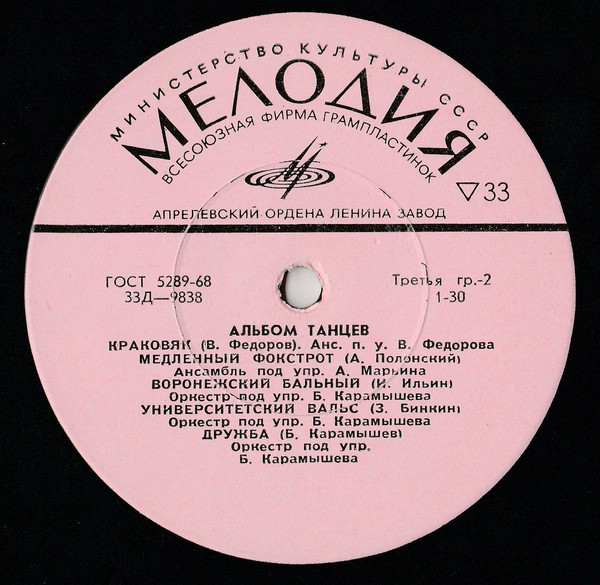 МИНИСТЕРСТВО КУЛЬТУРЫ СССР
МЕЛОДИЯ
ВСЕСОЮЗНАЯ ФИРМА ГРАМПЛАСТИНОК
▽33
АПРЕЛЕВСКИЙ ОРДЕНА ЛЕНИНА ЗАВОД
ГОСТ 5289-68 Третья гр.-2
33Д—9838 1-30
АЛЬБОМ ТАНЦЕВ
КРАКОВЯК (В. Федоров). Анс. п. у. В. Федорова
МЕДЛЕННЫЙ ФОКСТРОТ (А. Полонский)
Ансамбль под упр. А. Марьина
ВОРОНЕЖСКИЙ БАЛЬНЫЙ (И. Ильин)
Оркестр под упр. Б. Карамышева
УНИВЕРСИТЕТСКИЙ ВАЛЬС (З. Бинкин)
Оркестр под упр. Б. Карамышева
ДРУЖБА (Б. Карамышев)
Оркестр под упр.
Б. Карамышева